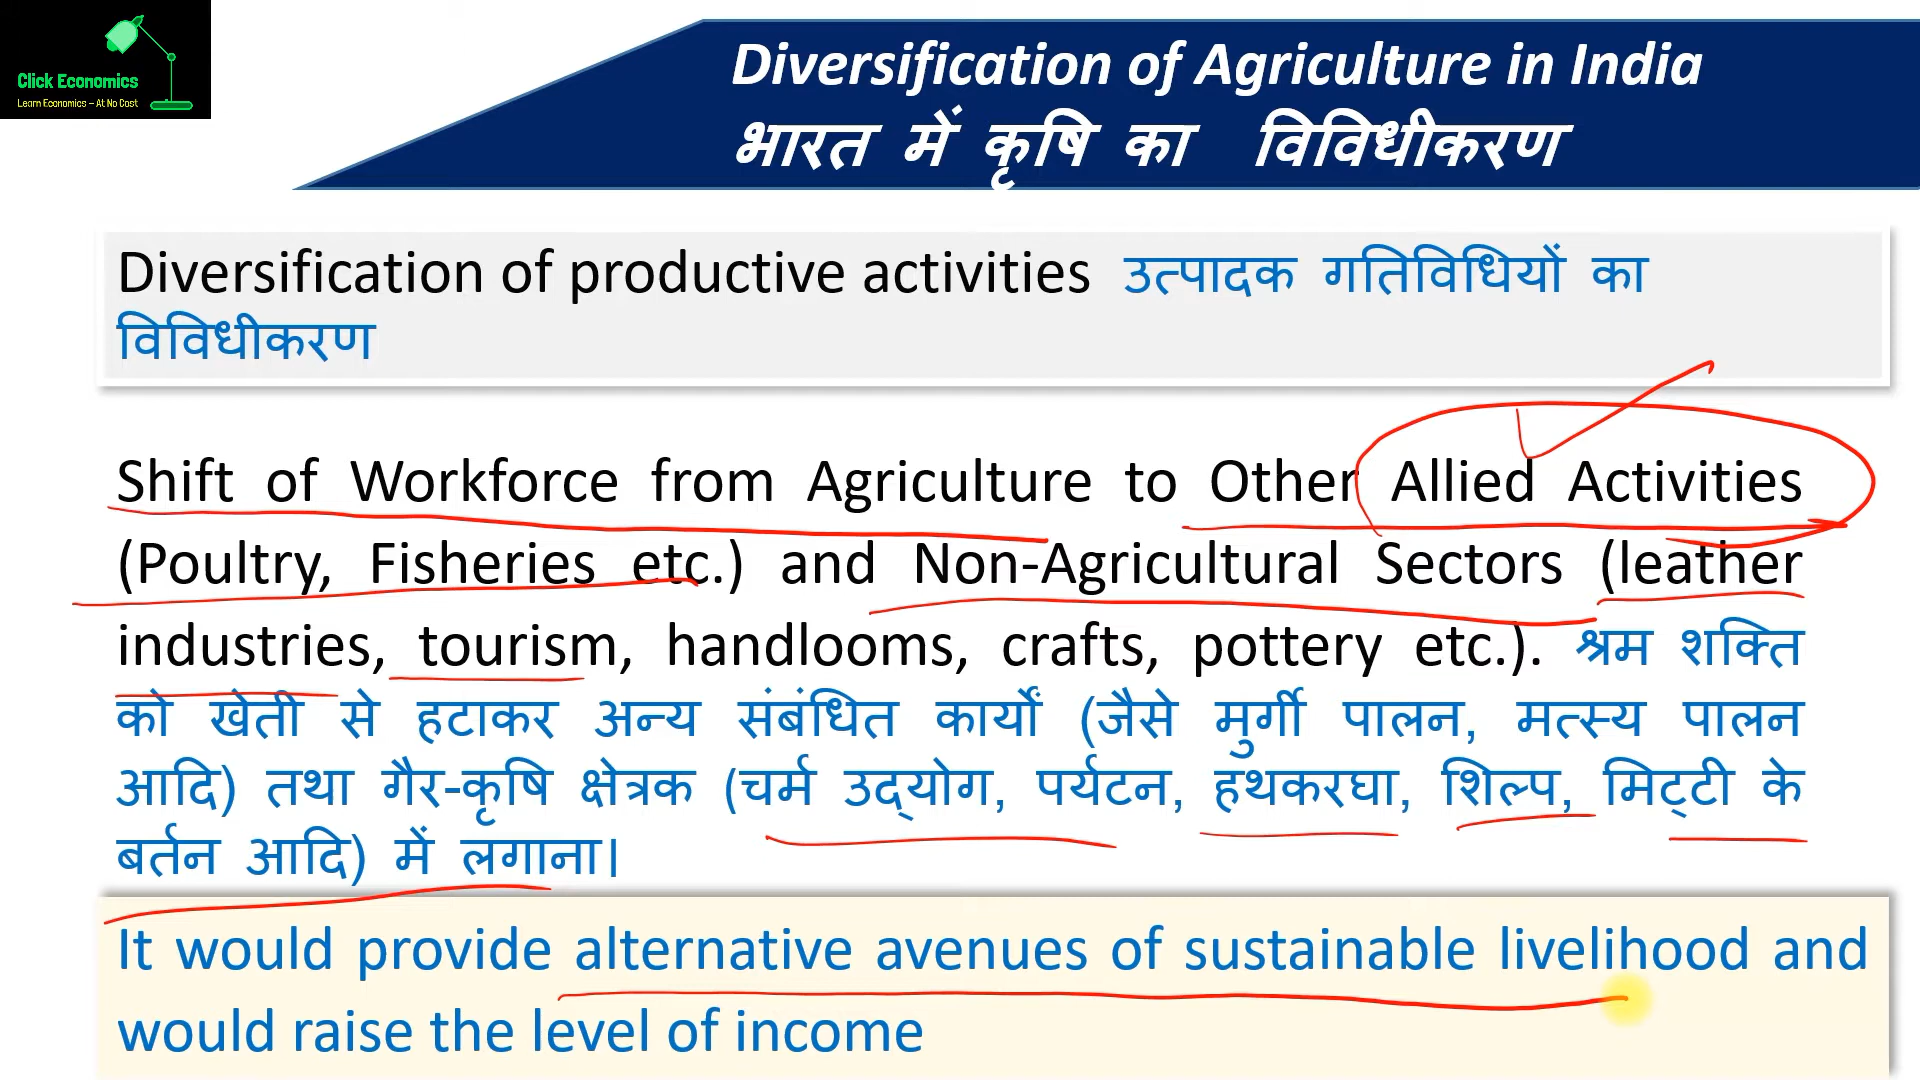 Click Economics
Learn Economics – At No Cost
Diversification of Agriculture in India
भारत में कृषि का विविधीकरण
Diversification of productive activities उत्पादक गतिविधियों का
विविधीकरण
Shift of Workforce from Agriculture to Other Allied Activities
(Poultry, Fisheries etc.) and Non-Agricultural Sectors (leather
industries, tourism, handlooms, crafts, pottery etc.). श्रम शक्ति
को खेती से हटाकर अन्य संबंधित कार्यों (जैसे मुर्गी पालन, मत्स्य पालन
आदि) तथा गैर-कृषि क्षेत्रक (चर्म उद्योग, पर्यटन, हथकरघा, शिल्प, मिट्टी के
बर्तन आदि) में लगाना।
It would provide alternative avenues of sustainable livelihood and
would raise the level of income